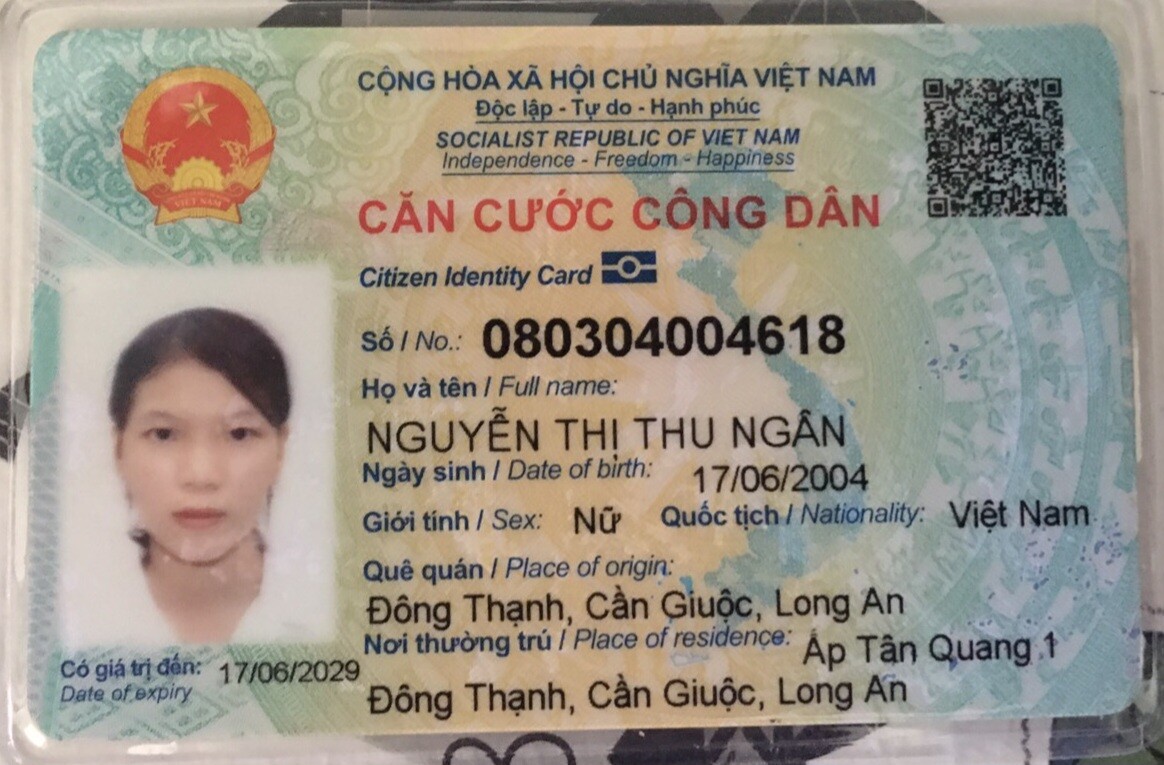 CỘNG HÒA XÃ HỘI CHỦ NGHĨA VIỆT NAM
Độc lập - Tự do - Hạnh phúc
SOCIALIST REPUBLIC OF VIET NAM
Independence - Freedom - Happiness
CĂN CƯỚC CÔNG DÂN
Citizen Identity Card
VIỆT NAM
Số / No.: 080304004618
Họ và tên / Full name:
NGUYỄN THỊ THU NGÂN
Ngày sinh / Date of birth: 17/06/2004
Giới tính / Sex: Nữ Quốc tịch / Nationality: Việt Nam
Quê quán / Place of origin:
Đông Thạnh, Cần Giuộc, Long An
Nơi thường trú / Place of residence: Ấp Tân Quang 1
Đông Thạnh, Cần Giuộc, Long An
Có giá trị đến: 17/06/2029
Date of expiry